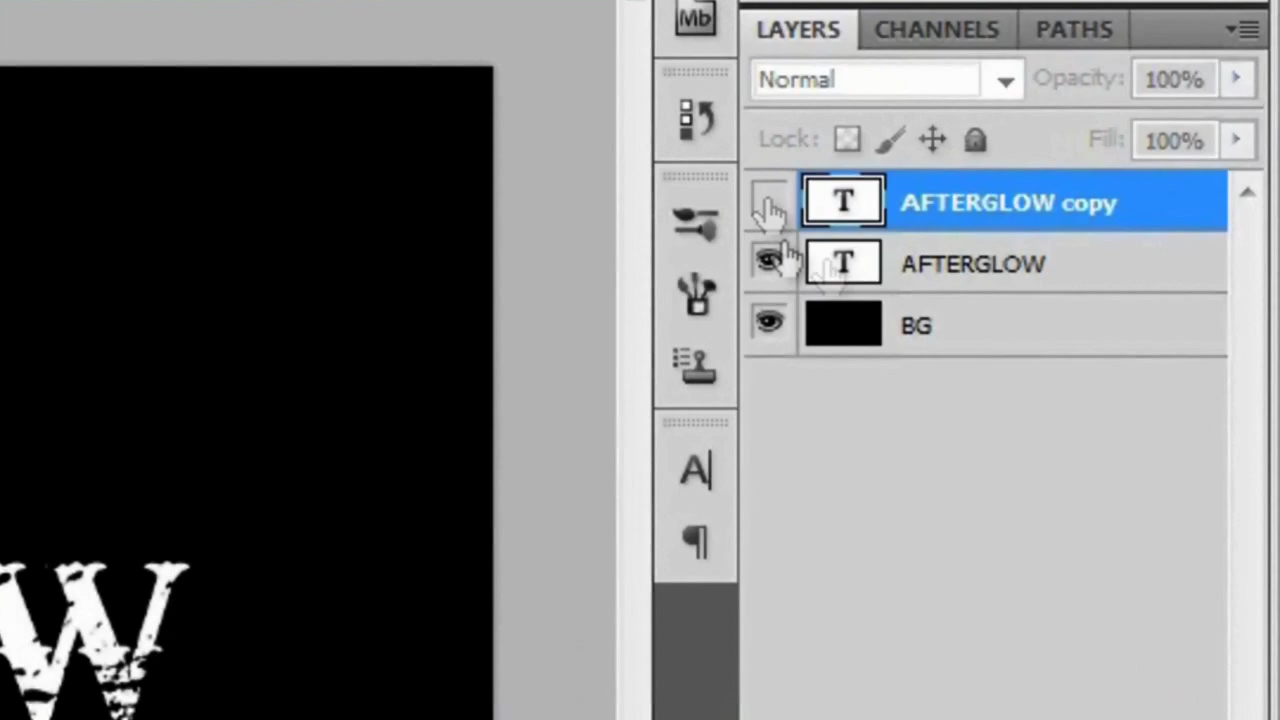 Mb
LAYERS CHANNELS PATHS
Normal Opacity: 100%
Lock: Fill: 100%
T AFTERGLOW copy
T AFTERGLOW
BG
A
¶
W